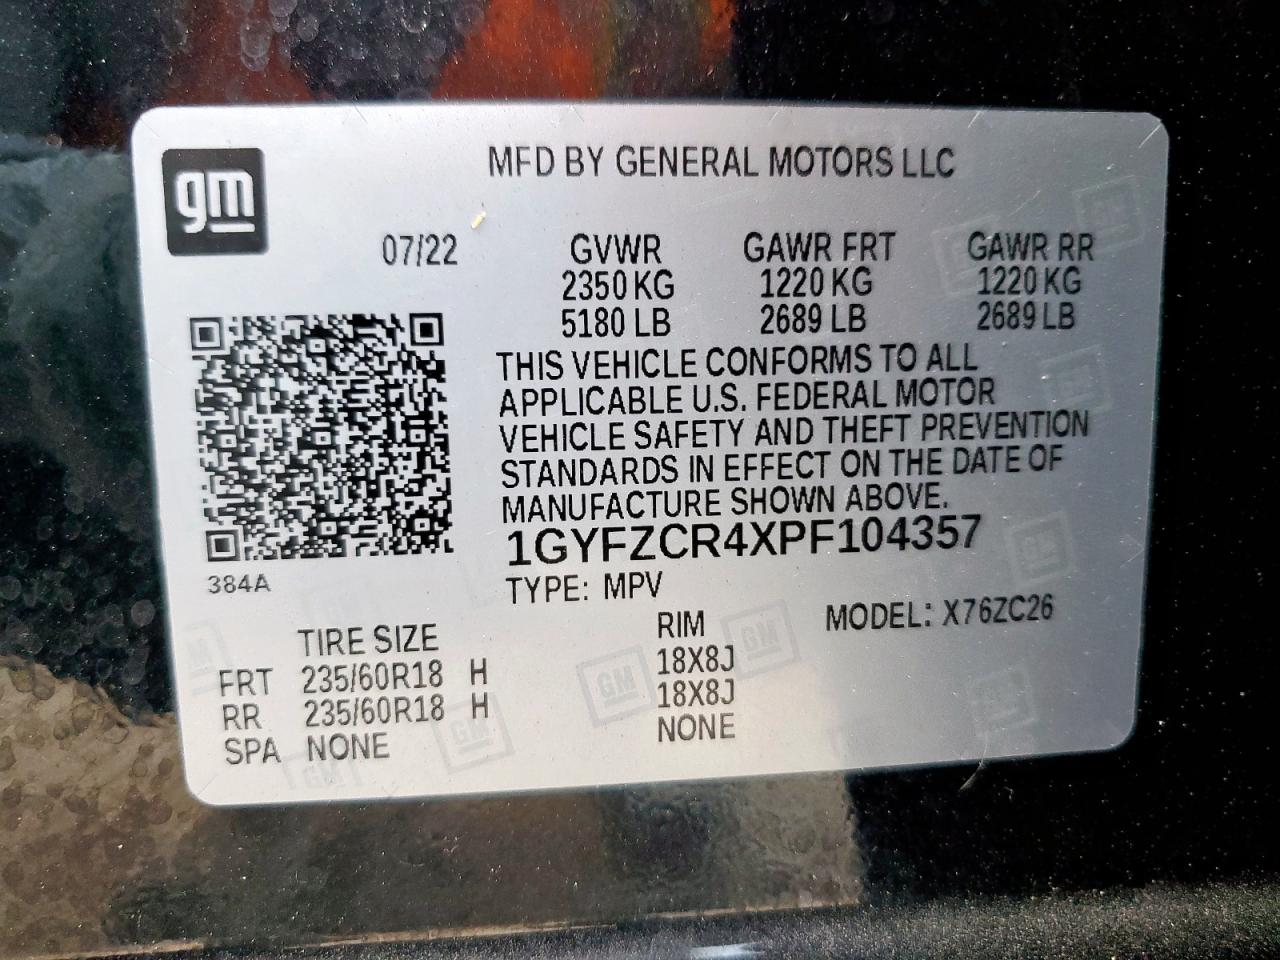 gm
MFD BY GENERAL MOTORS LLC
07/22 GVWR GAWR FRT GAWR RR
2350 KG 1220 KG 1220 KG
5180 LB 2689 LB 2689 LB
THIS VEHICLE CONFORMS TO ALL
APPLICABLE U.S. FEDERAL MOTOR
VEHICLE SAFETY AND THEFT PREVENTION
STANDARDS IN EFFECT ON THE DATE OF
MANUFACTURE SHOWN ABOVE.
1GYFZCR4XPF104357
384A
TYPE: MPV
MODEL: X76ZC26
TIRE SIZE RIM
FRT 235/60R18 H 18X8J
RR 235/60R18 H 18X8J
SPA NONE NONE